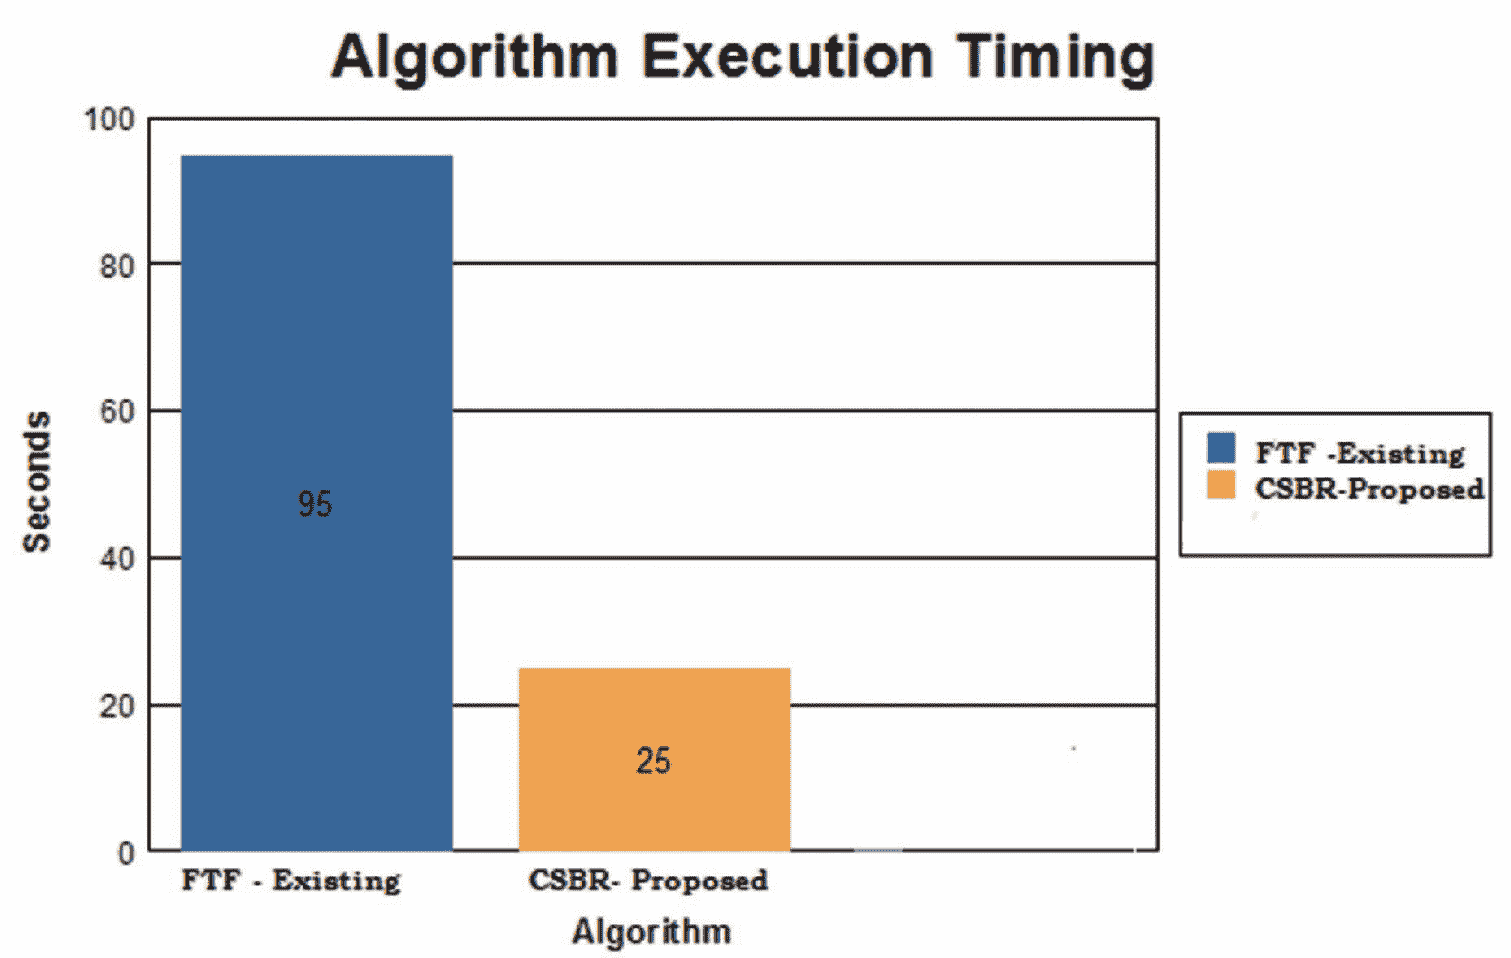 Algorithm Execution Timing
100
80
60
40
20
0
Seconds
95
25
FTF - Existing
CSBR- Proposed
Algorithm
FTF -Existing
CSBR-Proposed